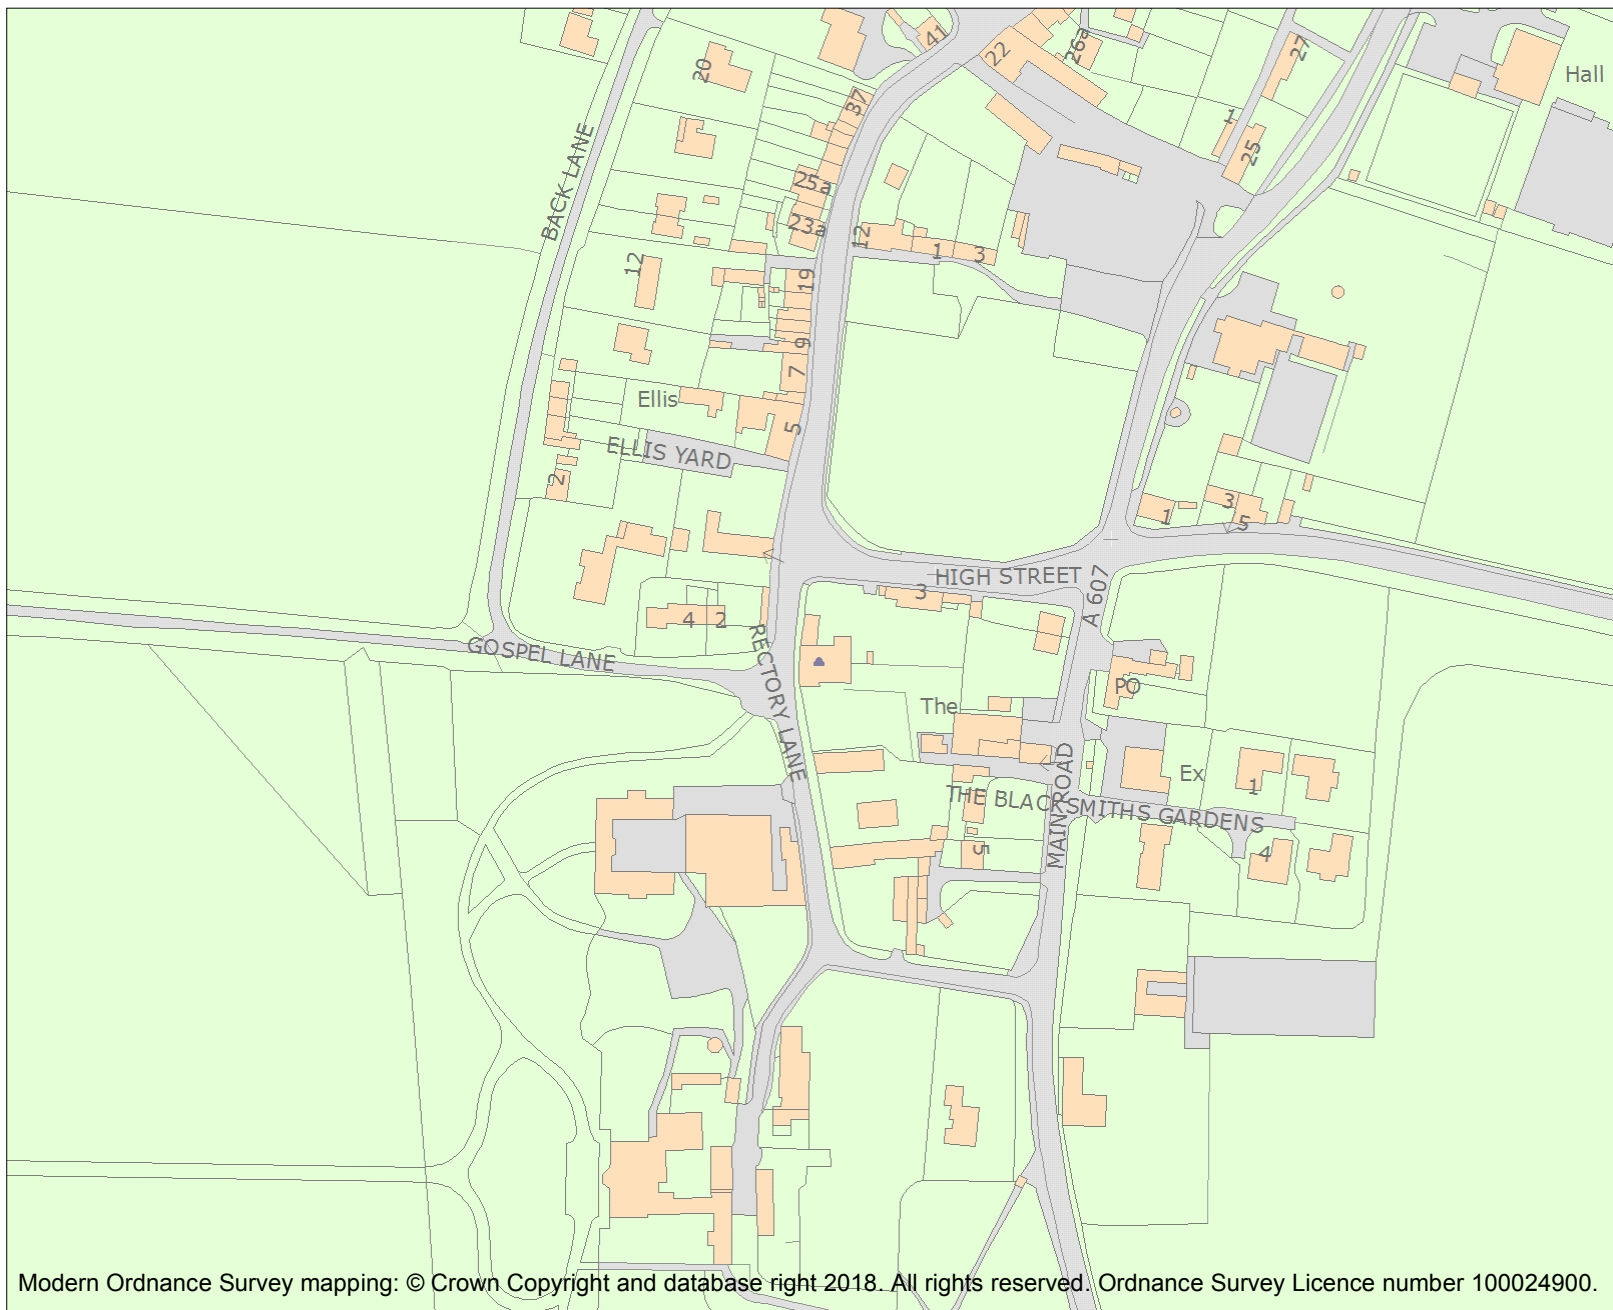 41
22
26a
27
Hall
20
37
1
25
BACK LANE
25a
23a
12
1
3
12
19
9
7
Ellis
5
ELLIS YARD
2
1
3
5
HIGH STREET
3
A 607
4
2
GOSPEL LANE
RECTORY LANE
PO
The
MAIN ROAD
Ex
1
THE BLACKSMITHS GARDENS
5
4
Modern Ordnance Survey mapping: © Crown Copyright and database right 2018. All rights reserved. Ordnance Survey Licence number 100024900.